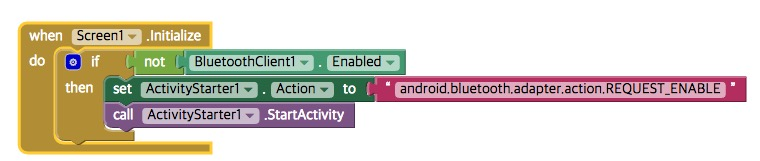 when Screen1 .Initialize
do if not BluetoothClient1 . Enabled
then set ActivityStarter1 . Action to " android.bluetooth.adapter.action.REQUEST_ENABLE "
call ActivityStarter1 .StartActivity